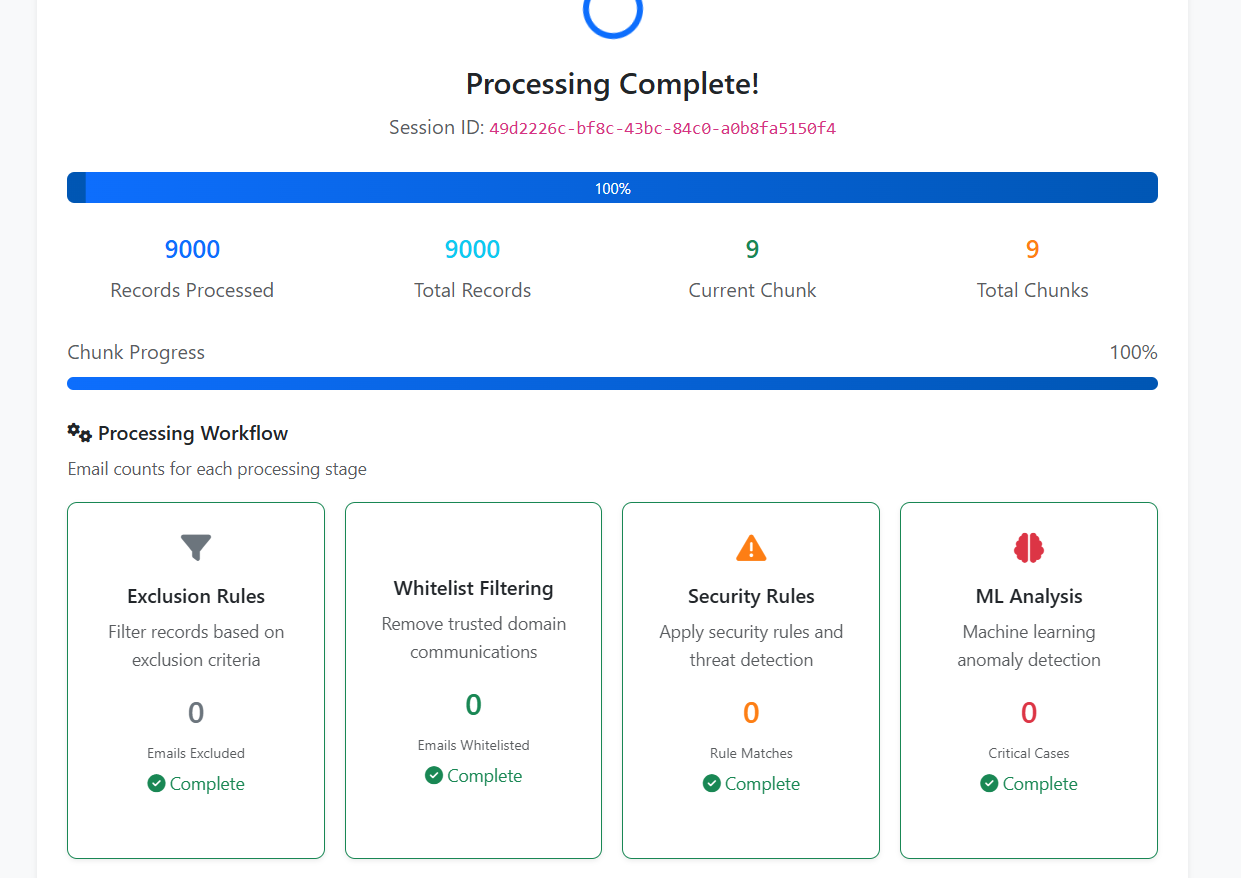 Processing Complete!
Session ID: 49d2226c-bf8c-43bc-84c0-a0b8fa5150f4
100%
9000
Records Processed
9000
Total Records
9
Current Chunk
9
Total Chunks
Chunk Progress
100%
Processing Workflow
Email counts for each processing stage
Exclusion Rules
Filter records based on
exclusion criteria
0
Emails Excluded
Complete
Whitelist Filtering
Remove trusted domain
communications
0
Emails Whitelisted
Complete
Security Rules
Apply security rules and
threat detection
0
Rule Matches
Complete
ML Analysis
Machine learning
anomaly detection
0
Critical Cases
Complete